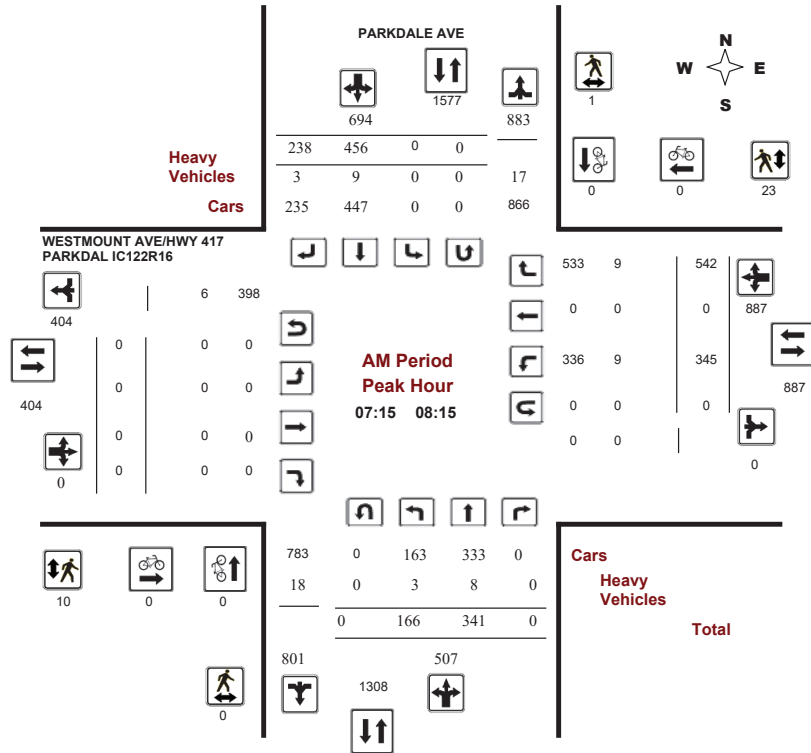 PARKDALE AVE
N
W E
S
1577
1
694 883
238 456 0 0
Heavy
Vehicles
3 9 0 0 17
Cars
235 447 0 0 866
0 0 23
WESTMOUNT AVE/HWY 417
PARKDAL IC122R16
6 398
404
533 9 542
887
0 0 0
0 0 0
336 9 345
887
404
0 0 0
0 0 0
0 0
0
0 0 0
0
0 0 0
AM Period
Peak Hour
07:15 08:15
783 0 163 333 0
Cars
18 0 3 8 0
Heavy
Vehicles
0 166 341 0
Total
10 0 0
801 507
1308
0